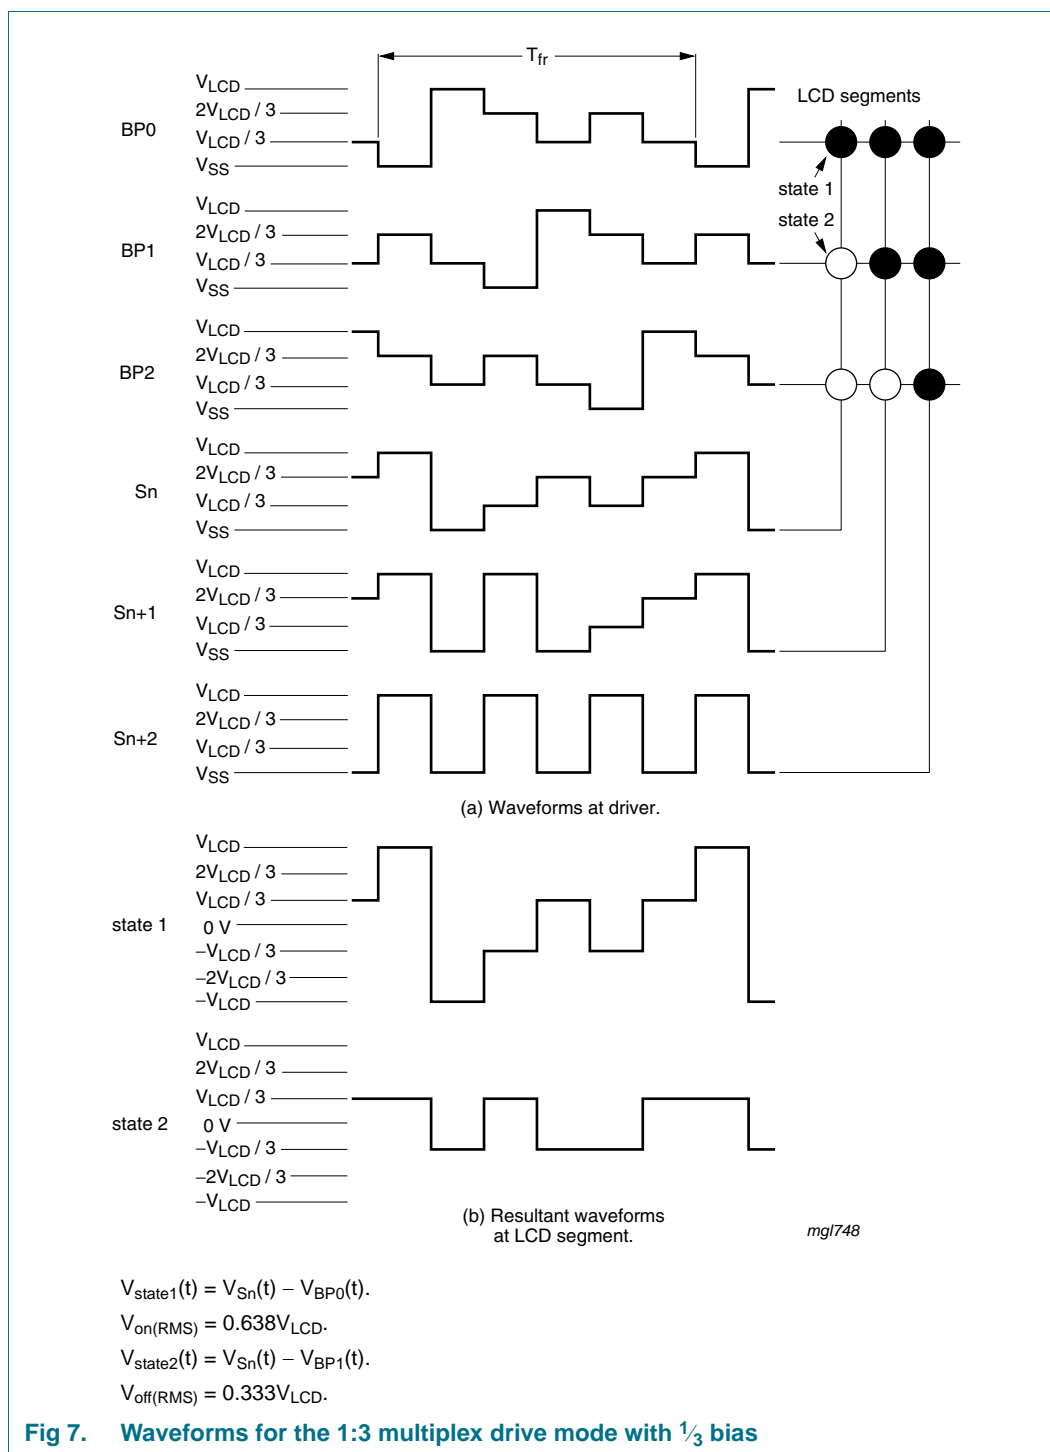 Tfr
VLCD
2VLCD / 3
BP0
VLCD / 3
VSS
LCD segments
state 1
state 2
VLCD
2VLCD / 3
BP1
VLCD / 3
VSS
VLCD
2VLCD / 3
BP2
VLCD / 3
VSS
VLCD
2VLCD / 3
Sn
VLCD / 3
VSS
VLCD
2VLCD / 3
Sn+1
VLCD / 3
VSS
VLCD
2VLCD / 3
Sn+2
VLCD / 3
VSS
(a) Waveforms at driver.
VLCD
2VLCD / 3
VLCD / 3
state 1
0 V
−VLCD / 3
−2VLCD / 3
−VLCD
VLCD
2VLCD / 3
VLCD / 3
state 2
0 V
−VLCD / 3
−2VLCD / 3
−VLCD
(b) Resultant waveforms
at LCD segment.
mgl748
Vstate1(t) = VSn(t) − VBP0(t).
Von(RMS) = 0.638VLCD.
Vstate2(t) = VSn(t) − VBP1(t).
Voff(RMS) = 0.333VLCD.
Fig 7. Waveforms for the 1:3 multiplex drive mode with 1⁄3 bias